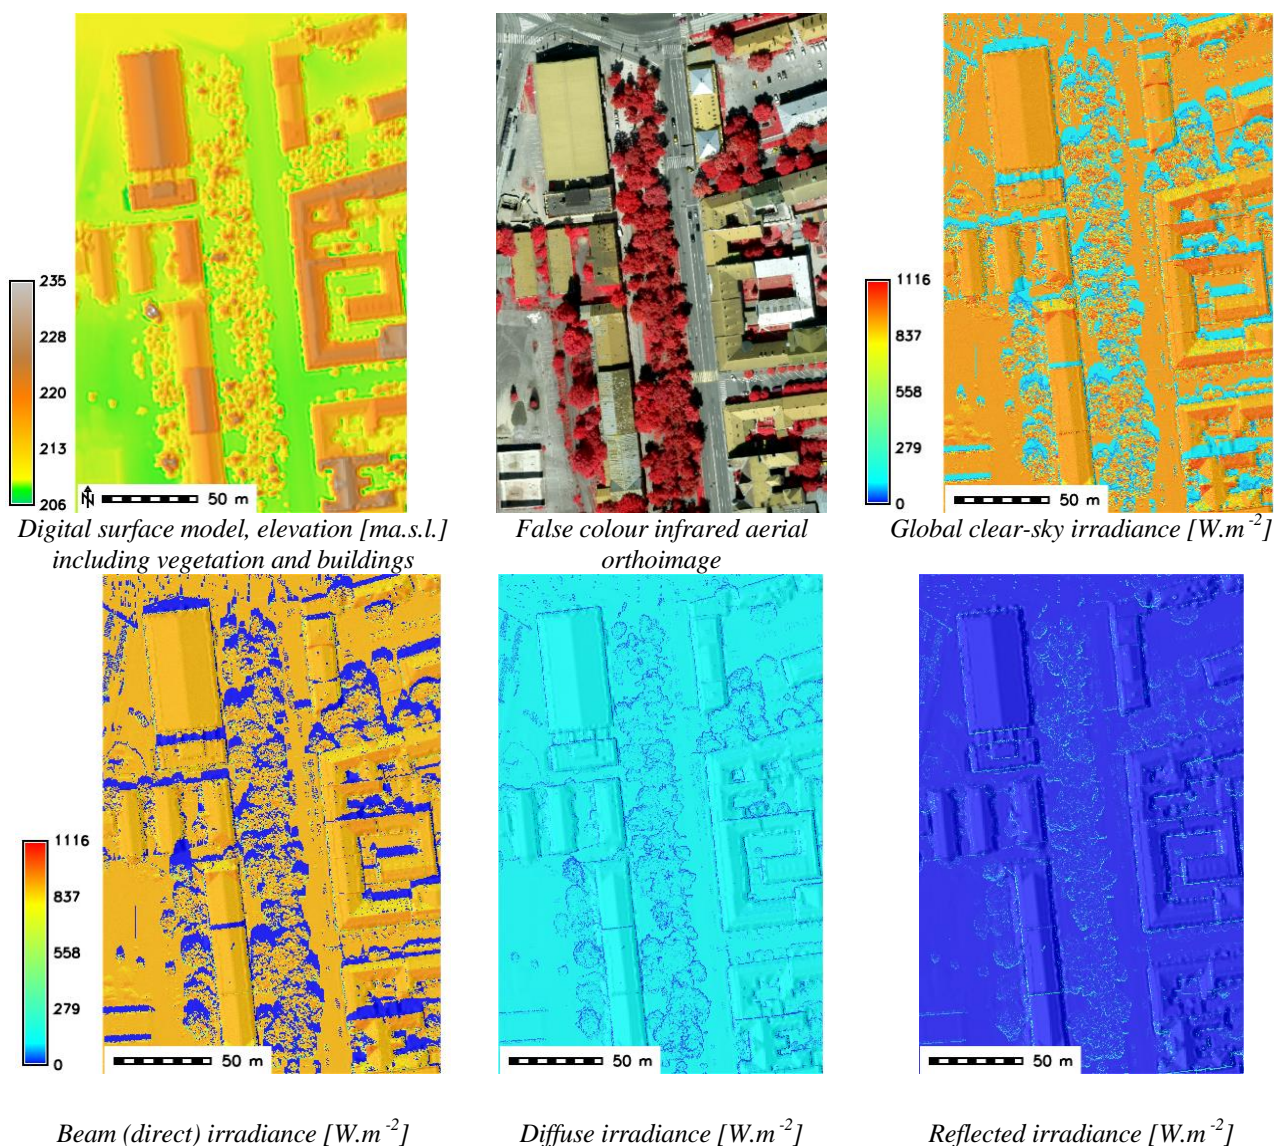 235
228
220
213
206
N
50 m
1116
837
558
279
0
50 m
Digital surface model, elevation [ma.s.l.]
including vegetation and buildings
False colour infrared aerial
orthoimage
Global clear-sky irradiance [W.m⁻²]
1116
837
558
279
0
50 m
50 m
50 m
Beam (direct) irradiance [W.m⁻²]
Diffuse irradiance [W.m⁻²]
Reflected irradiance [W.m⁻²]